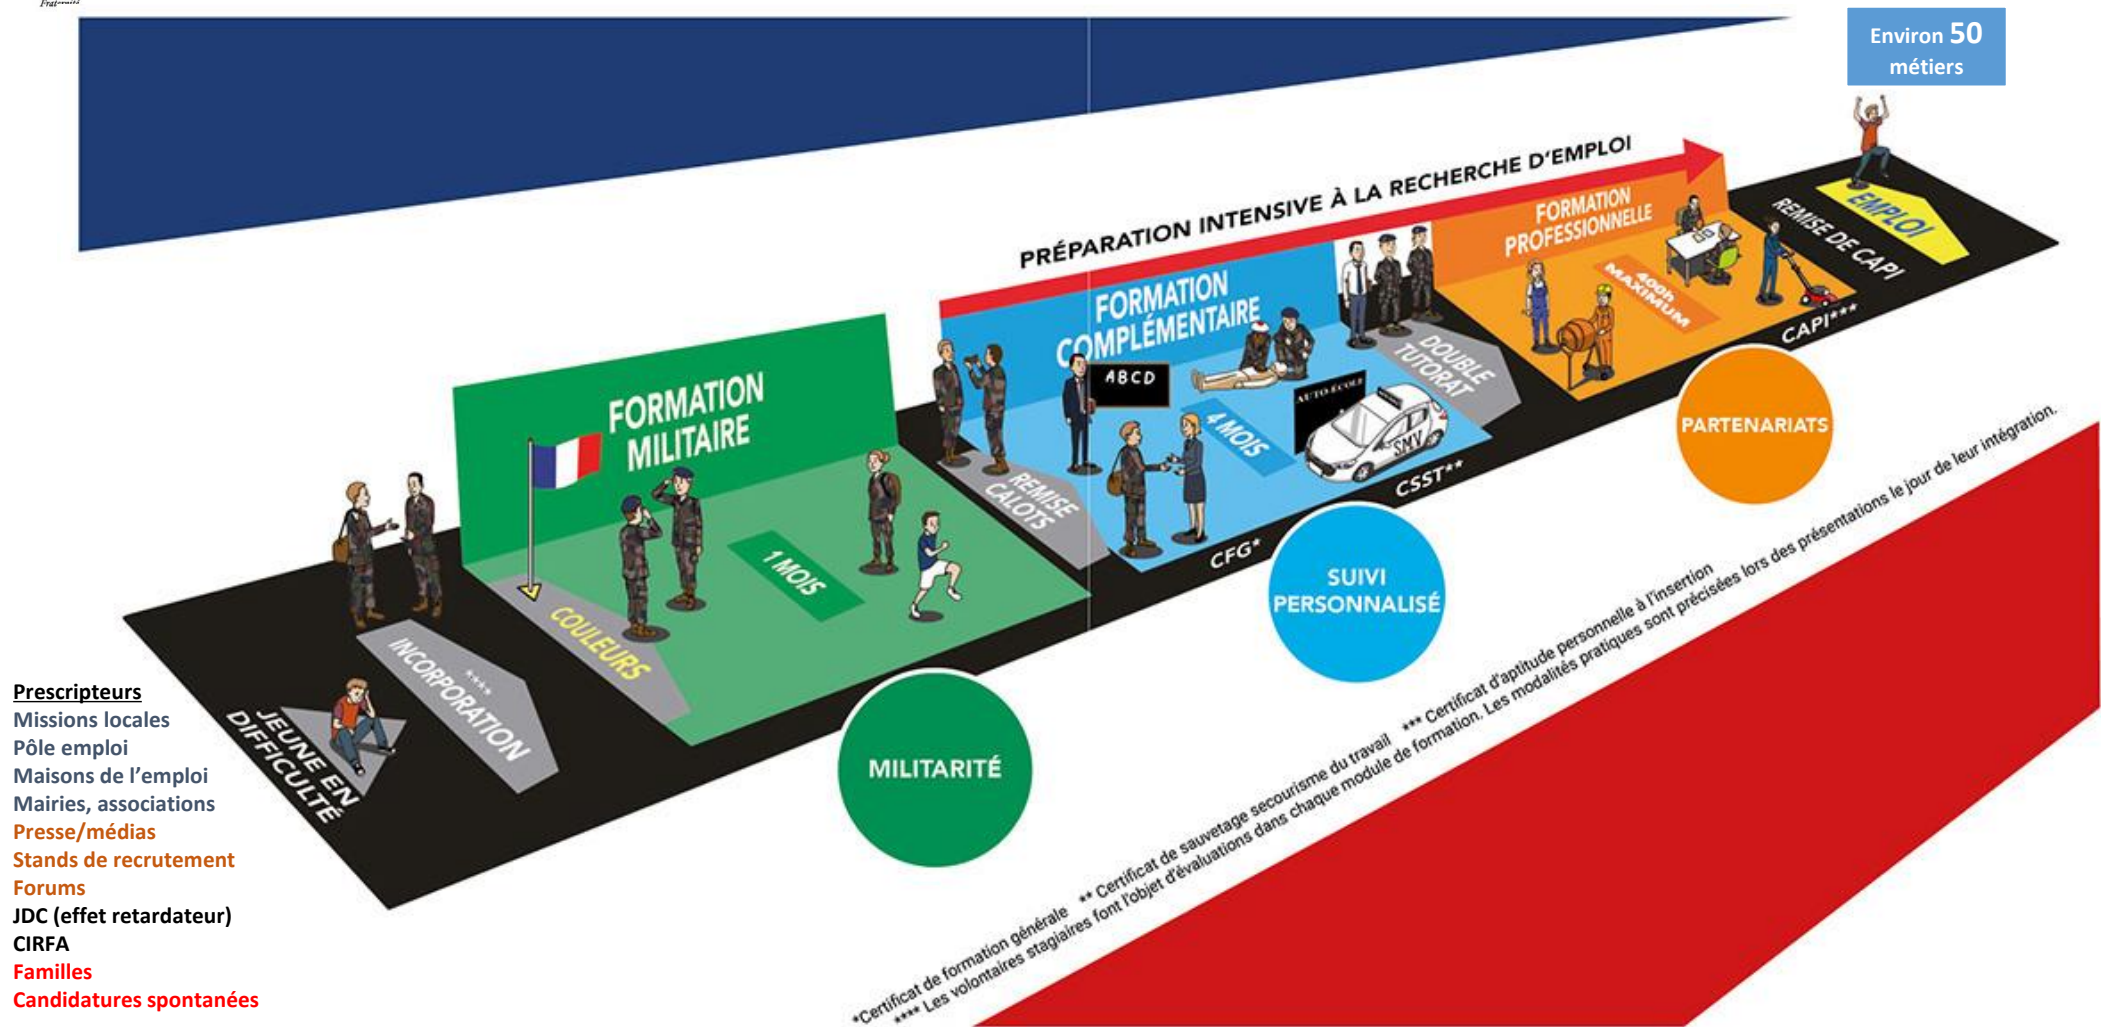 Fraternité
Environ 50
métiers
PRÉPARATION INTENSIVE À LA RECHERCHE D'EMPLOI
FORMATION
PROFESSIONNELLE
400h
MAXIMUM
EMPLOI
REMISE DE CAPI
CAPI***
FORMATION
COMPLÉMENTAIRE
ABCD
4 MOIS
AUTO-ÉCOLE
SMV
DOUBLE
TUTORAT
CSST**
CFG*
REMISE
CALOTS
FORMATION
MILITAIRE
1 MOIS
COULEURS
****
INCORPORATION
JEUNE EN
DIFFICULTÉ
PARTENARIATS
SUIVI
PERSONNALISÉ
MILITARITÉ
Prescripteurs
Missions locales
Pôle emploi
Maisons de l'emploi
Mairies, associations
Presse/médias
Stands de recrutement
Forums
JDC (effet retardateur)
CIRFA
Familles
Candidatures spontanées
*Certificat de formation générale ** Certificat de sauvetage secourisme du travail *** Certificat d'aptitude personnelle à l'insertion
**** Les volontaires stagiaires font l'objet d'évaluations dans chaque module de formation. Les modalités pratiques sont précisées lors des présentations le jour de leur intégration.